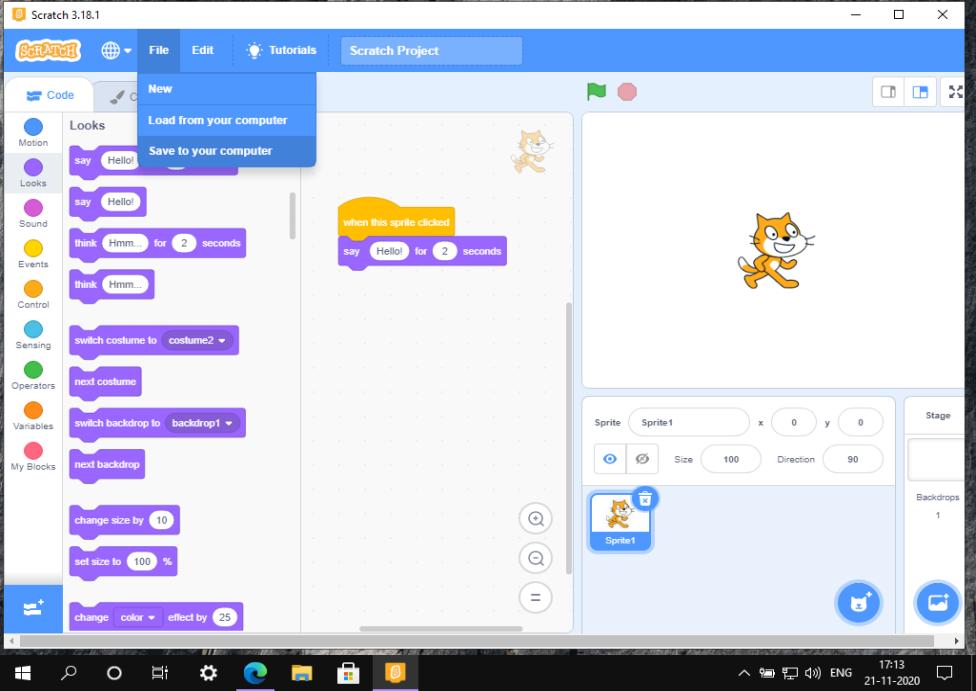 Scratch 3.18.1
SCRATCH
File
Edit
Tutorials
Scratch Project
New
Load from your computer
Save to your computer
Code
C
Motion
Looks
Sound
Events
Control
Sensing
Operators
Variables
My Blocks
Looks
say Hello!
say Hello!
think Hmm... for 2 seconds
think Hmm...
switch costume to costume2
next costume
switch backdrop to backdrop1
next backdrop
change size by 10
set size to 100 %
change color effect by 25
when this sprite clicked
say Hello! for 2 seconds
Sprite Sprite1 x 0 y 0
Size 100 Direction 90
Sprite1
Stage
Backdrops
1
ENG
17:13
21-11-2020